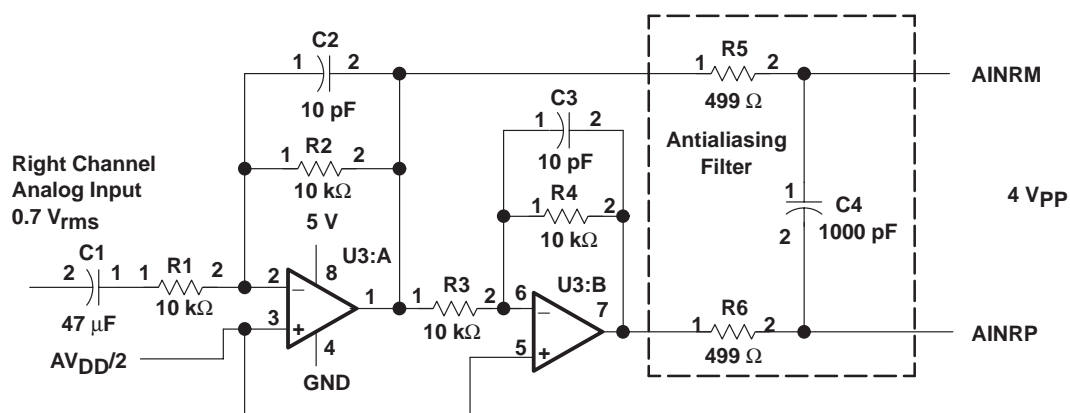 C2
1 2
10 pF
R2
1 2
10 kΩ
Right Channel
Analog Input
0.7 Vrms
C1
2 1
47 μF
R1
1 2
10 kΩ
5 V
U3:A
8
2
−
3
+
1
4
GND
AVDD/2
R3
1 2
10 kΩ
C3
1 2
10 pF
R4
1 2
10 kΩ
U3:B
6
−
5
+
7
R5
1 2
499 Ω
Antialiasing
Filter
1
C4
2
1000 pF
R6
1 2
499 Ω
AINRM
4 VPP
AINRP